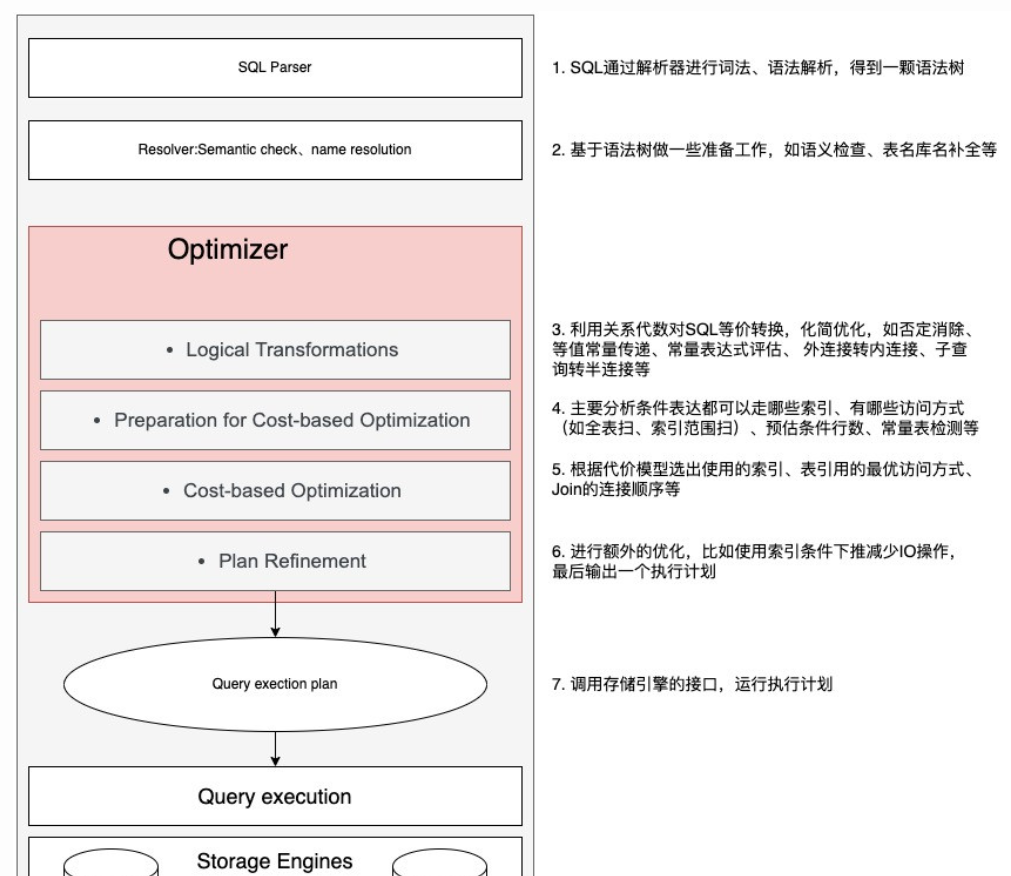 SQL Parser
1. SQL通过解析器进行词法、语法解析，得到一颗语法树
Resolver:Semantic check、name resolution
2. 基于语法树做一些准备工作，如语义检查、表名库名补全等
Optimizer
• Logical Transformations
3. 利用关系代数对SQL等价转换，化简优化，如否定消除、
等值常量传递、常量表达式评估、 外连接转内连接、子查
询转半连接等
• Preparation for Cost-based Optimization
4. 主要分析条件表达都可以走哪些索引、有哪些访问方式
（如全表扫、索引范围扫）、预估条件行数、常量表检测等
• Cost-based Optimization
5. 根据代价模型选出使用的索引、表引用的最优访问方式、
Join的连接顺序等
• Plan Refinement
6. 进行额外的优化，比如使用索引条件下推减少IO操作，
最后输出一个执行计划
Query exection plan
7. 调用存储引擎的接口，运行执行计划
Query execution
Storage Engines